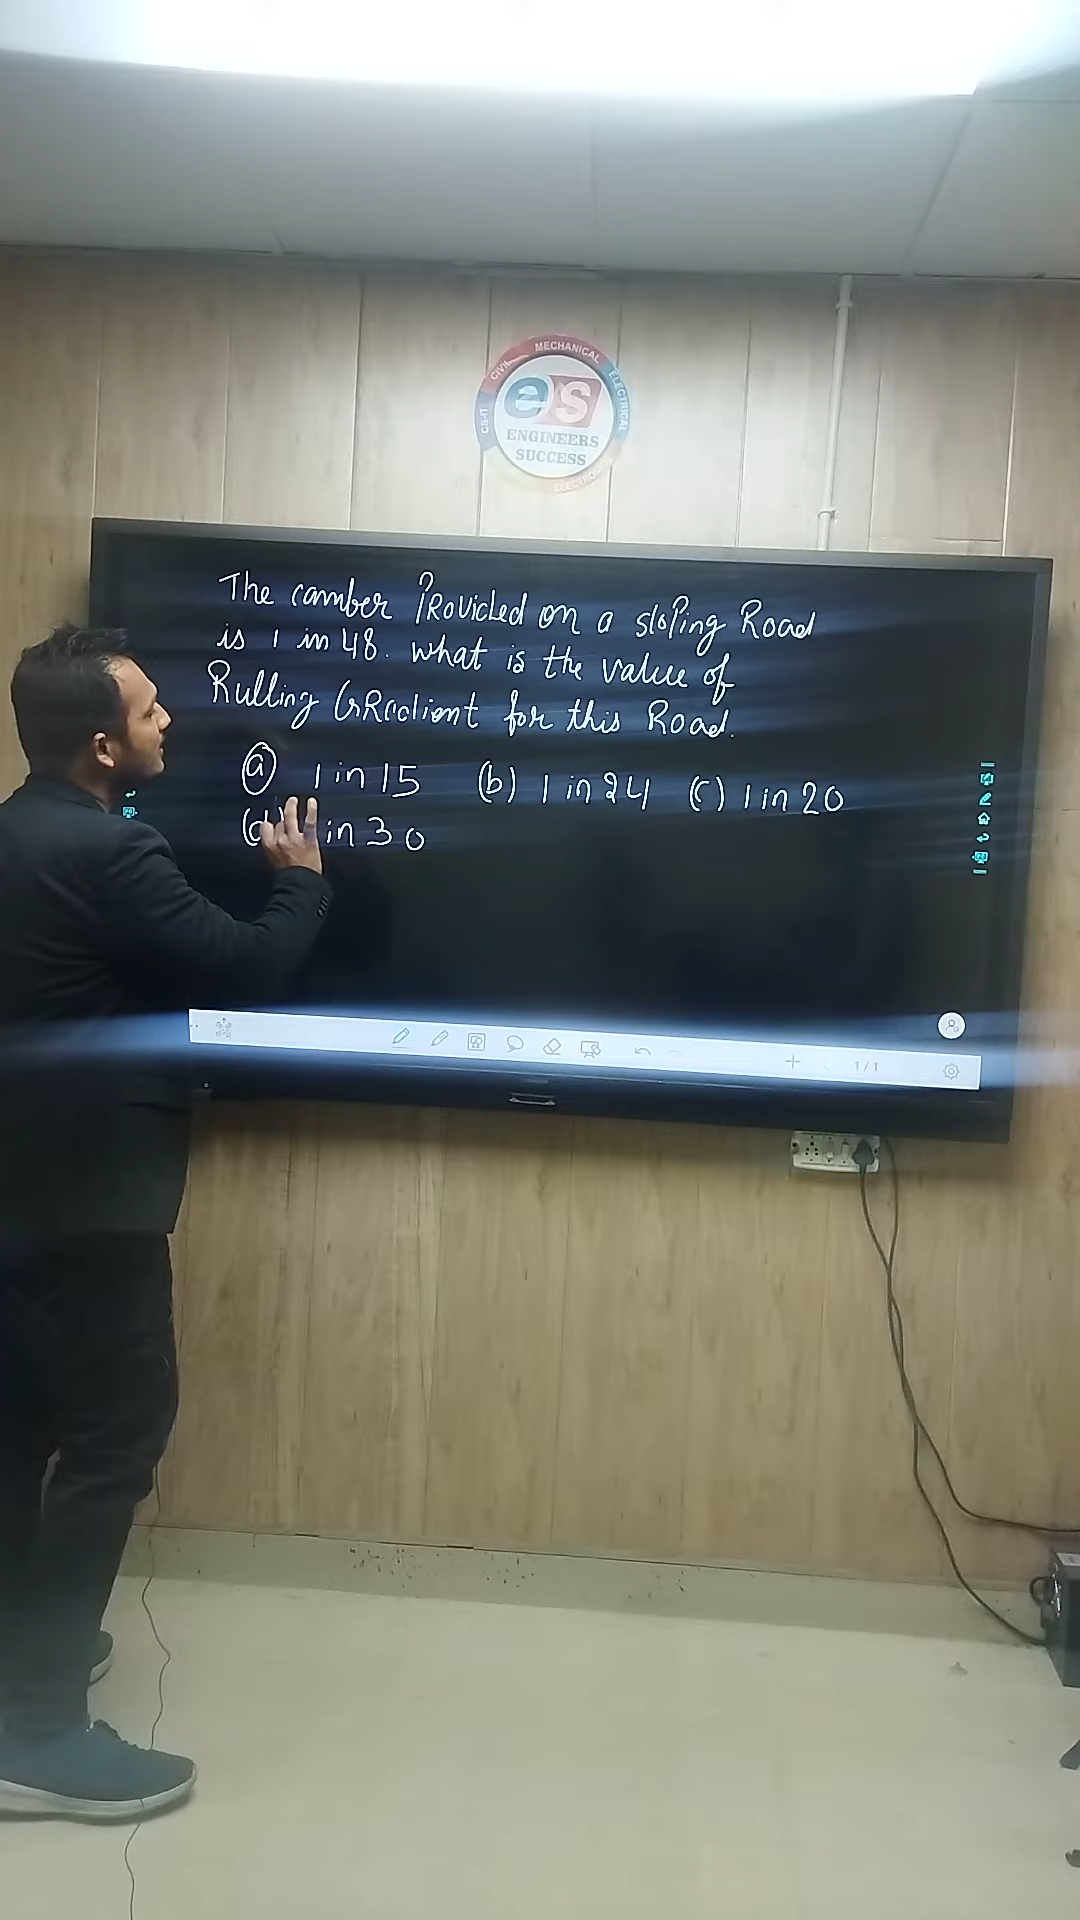 CS-IT CIVIL MECHANICAL ELECTRICAL
es
ENGINEERS
SUCCESS
ELECTRONICS
The camber Provided on a sloping Road
is 1 in 48. what is the value of
Rulling GRadient for this Road.
(a) 1 in 15 (b) 1 in 24 (c) 1 in 20
(d) in 30
1/1